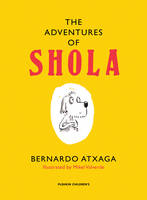 THE
ADVENTURES
OF
SHOLA
BERNARDO ATXAGA
Illustrated by Mikel Valverde
PUSHKIN CHILDREN'S